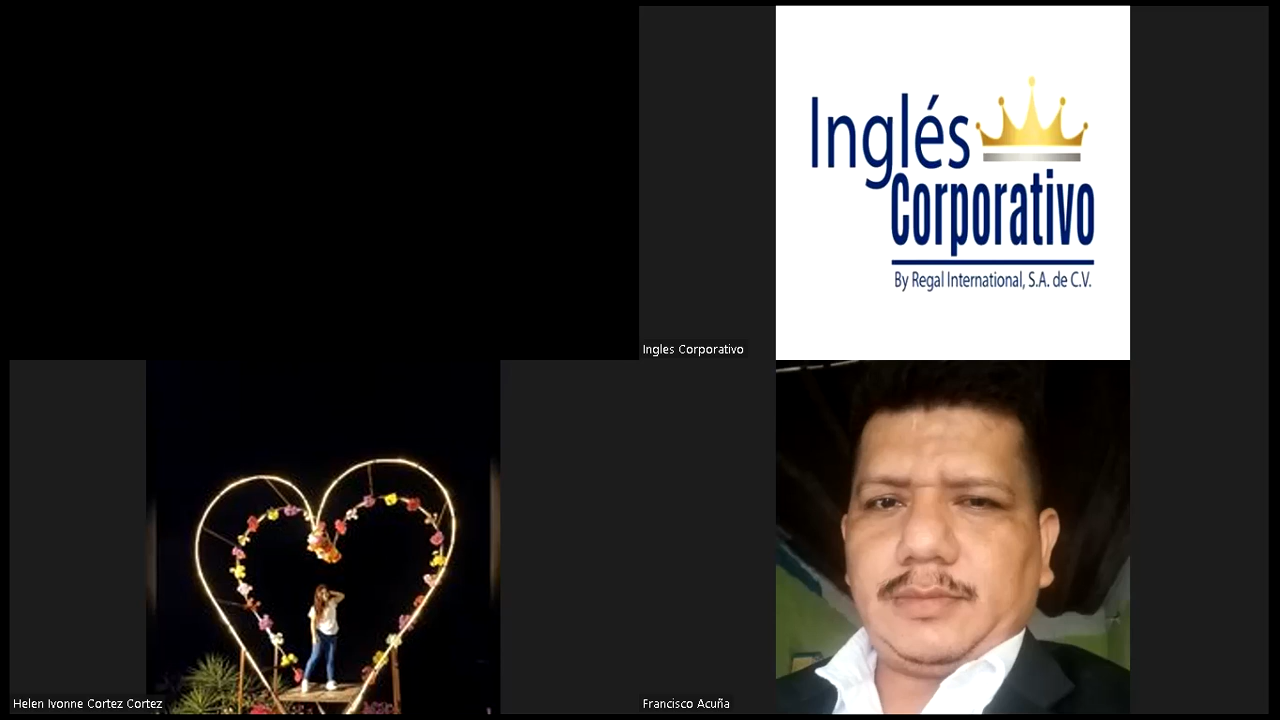 Inglés
Corporativo
By Regal International, S.A. de C.V.
Ingles Corporativo
Helen Ivonne Cortez Cortez
Francisco Acuña